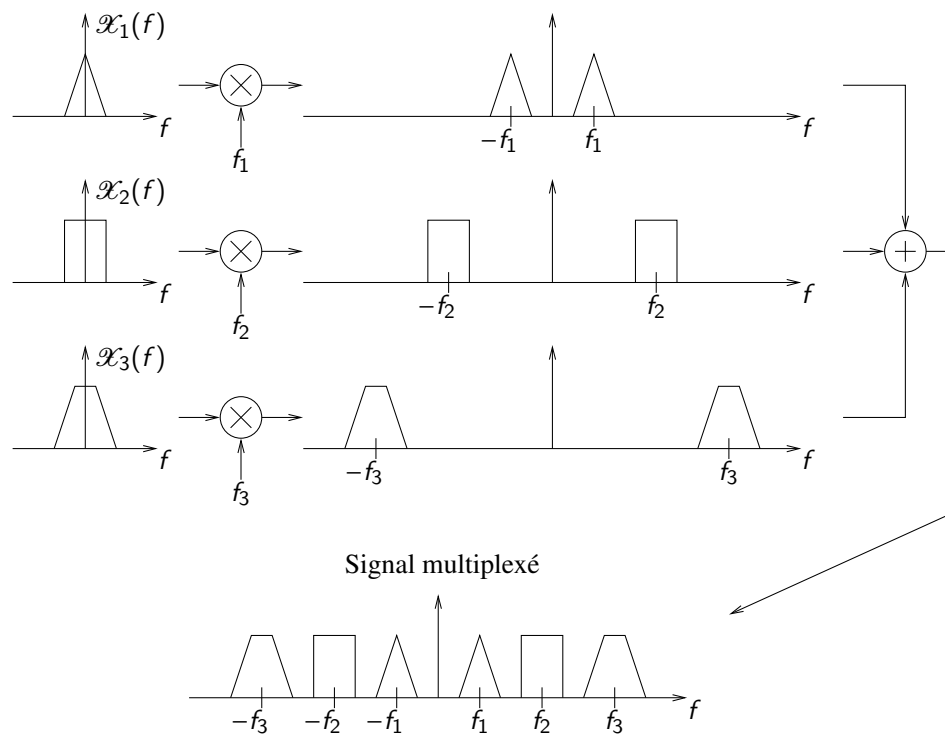 𝒳₁(f)
f
f₁
−f₁
f₁
f
𝒳₂(f)
f
f₂
−f₂
f₂
f
𝒳₃(f)
f
f₃
−f₃
f₃
f
Signal multiplexé
−f₃ −f₂ −f₁ f₁ f₂ f₃ f